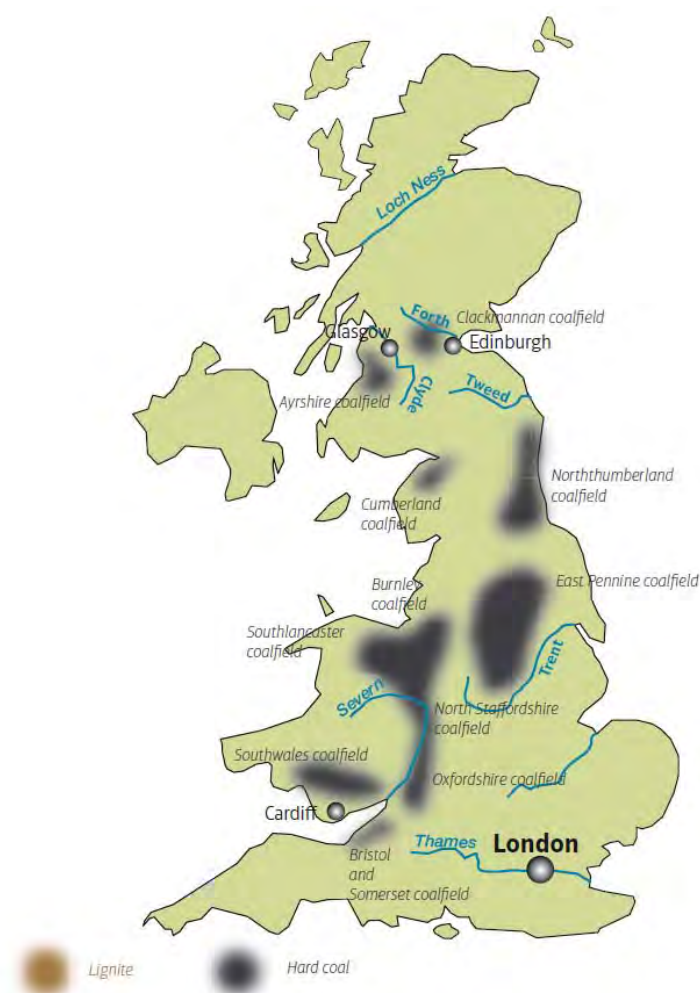 Loch Ness
Forth
Clackmannan coalfield
Glasgow
Edinburgh
Clyde
Tweed
Ayrshire coalfield
Norththumberland
coalfield
Cumberland
coalfield
Burnley
coalfield
East Pennine coalfield
Southlancaster
coalfield
Trent
Severn
North Staffordshire
coalfield
Southwales coalfield
Oxfordshire coalfield
Cardiff
Thames
London
Bristol
and
Somerset coalfield
Lignite
Hard coal